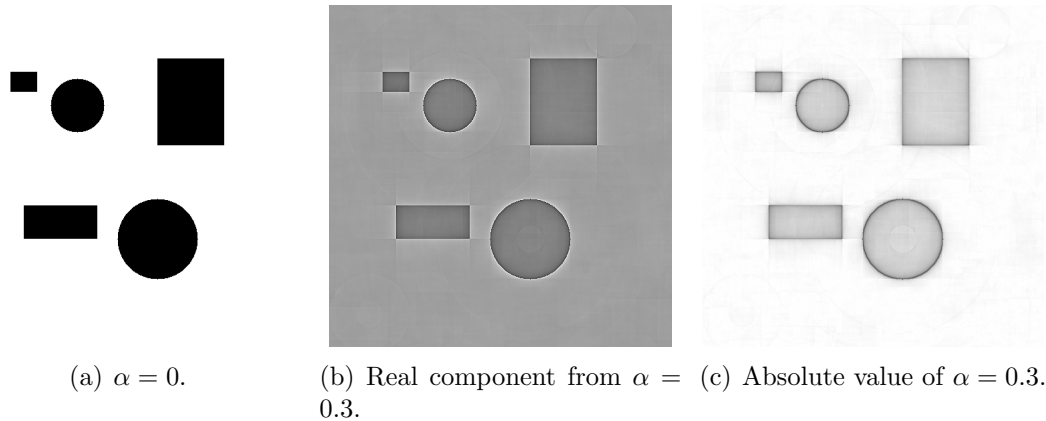 (a) α = 0.
(b) Real component from α =
0.3.
(c) Absolute value of α = 0.3.